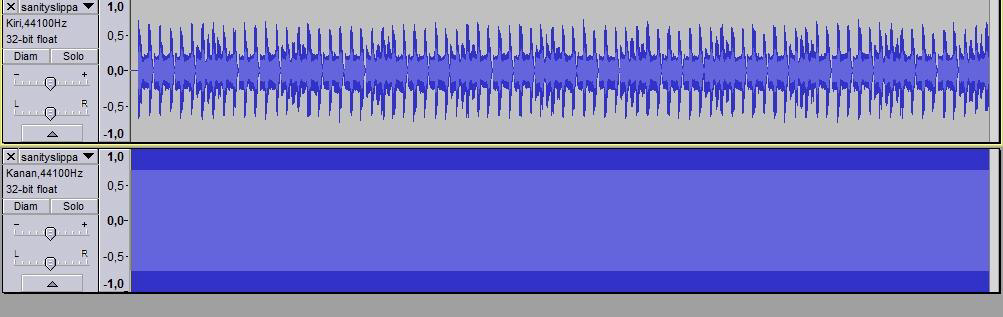 sanityslippa
Kiri,44100Hz
32-bit float
Diam Solo
- +
L R
1,0
0,5-
0,0-
-0,5-
-1,0
sanityslippa
Kanan,44100Hz
32-bit float
Diam Solo
- +
L R
1,0
0,5-
0,0-
-0,5-
-1,0